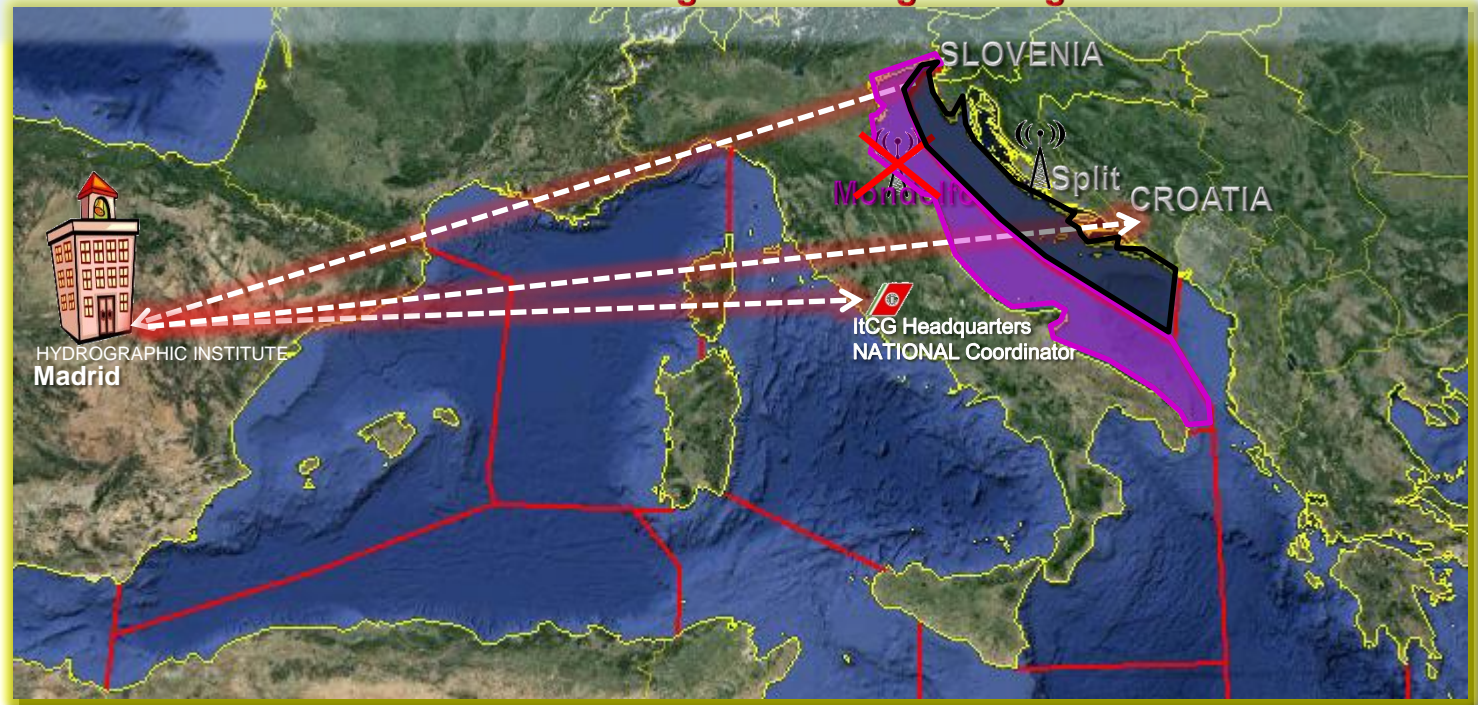 SLOVENIA
Split
CROATIA
ItCG Headquarters
NATIONAL Coordinator
HYDROGRAPHIC INSTITUTE
Madrid